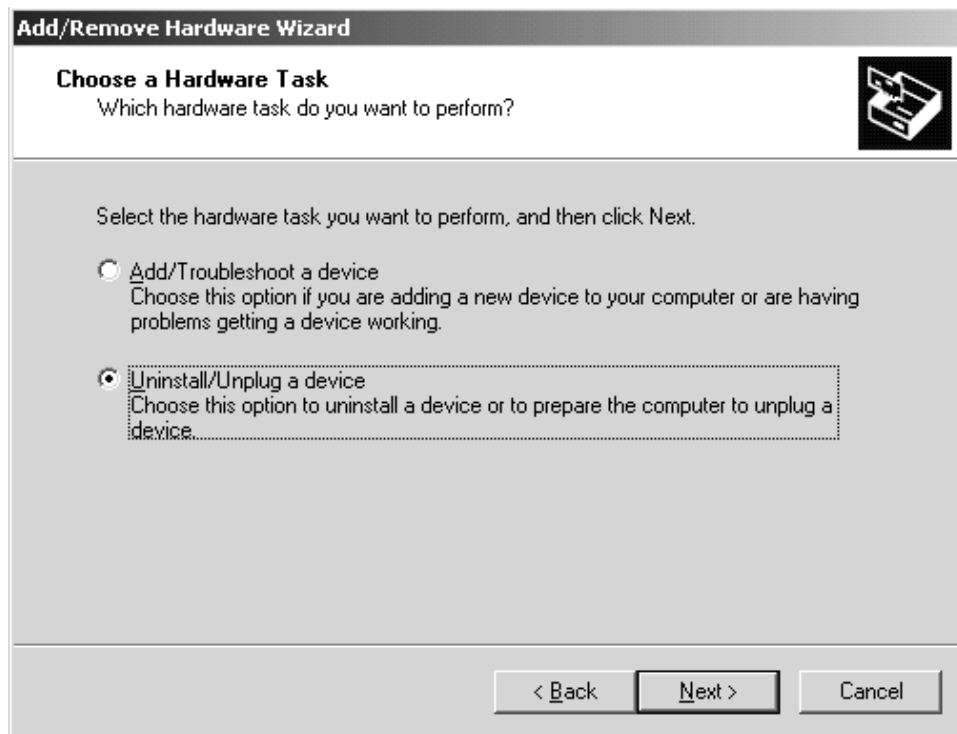 Add/Remove Hardware Wizard
Choose a Hardware Task
Which hardware task do you want to perform?
Select the hardware task you want to perform, and then click Next.
Add/Troubleshoot a device
Choose this option if you are adding a new device to your computer or are having
problems getting a device working.
Uninstall/Unplug a device
Choose this option to uninstall a device or to prepare the computer to unplug a
device.
< Back Next > Cancel